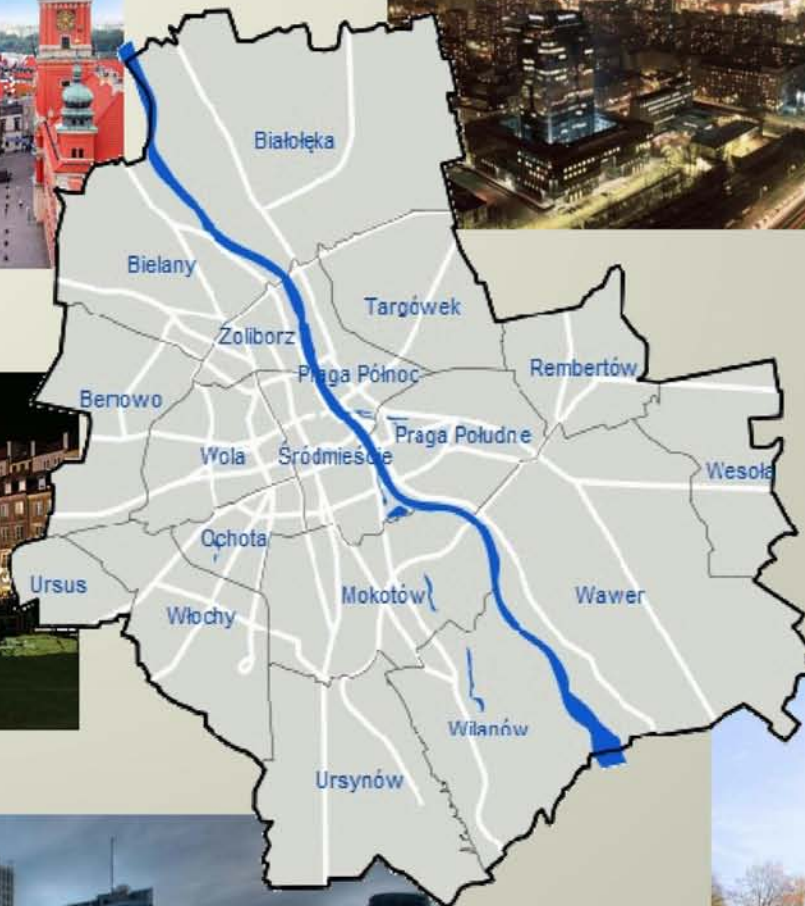 Białołęka
Bielany
Targówek
Żoliborz
Praga Północ
Rembertów
Bemowo
Praga Południe
Wola
Śródmieście
Wesoła
Ochota
Ursus
Mokotów
Wawer
Włochy
Wilanów
Ursynów